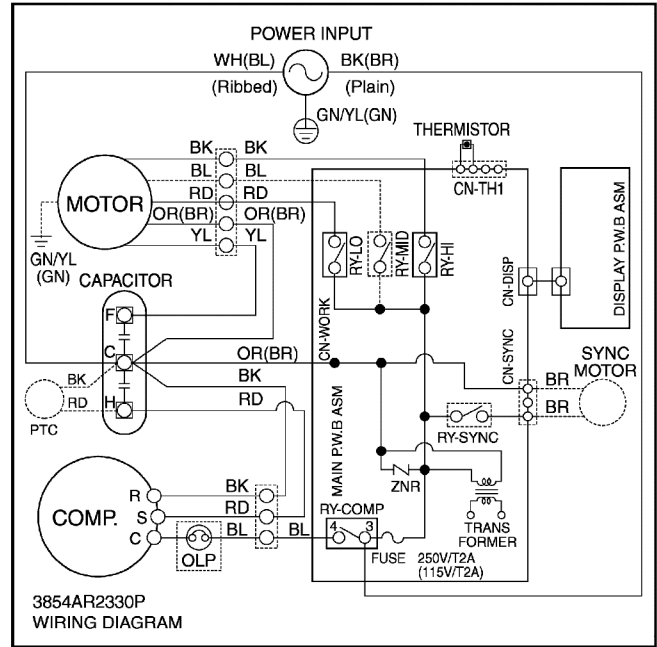 POWER INPUT
WH(BL) BK(BR)
(Ribbed) (Plain)
GN/YL(GN)
THERMISTOR
CN-TH1
BK BK
BL BL
RD RD
OR(BR) OR(BR)
YL YL
MOTOR
GN/YL
(GN)
RY-LO
RY-MID
RY-HI
CN-DISP
DISPLAY P.W.B ASM
CAPACITOR
F
C
H
CN-WORK
CN-SYNC
OR(BR)
BK
RD
BK
RD
PTC
SYNC
MOTOR
BR
BR
RY-SYNC
MAIN P.W.B ASM
ZNR
TRANS
FORMER
COMP.
R
S
C
BK
RD
BL
BL
OLP
RY-COMP
4 3
FUSE
250V/T2A
(115V/T2A)
3854AR2330P
WIRING DIAGRAM